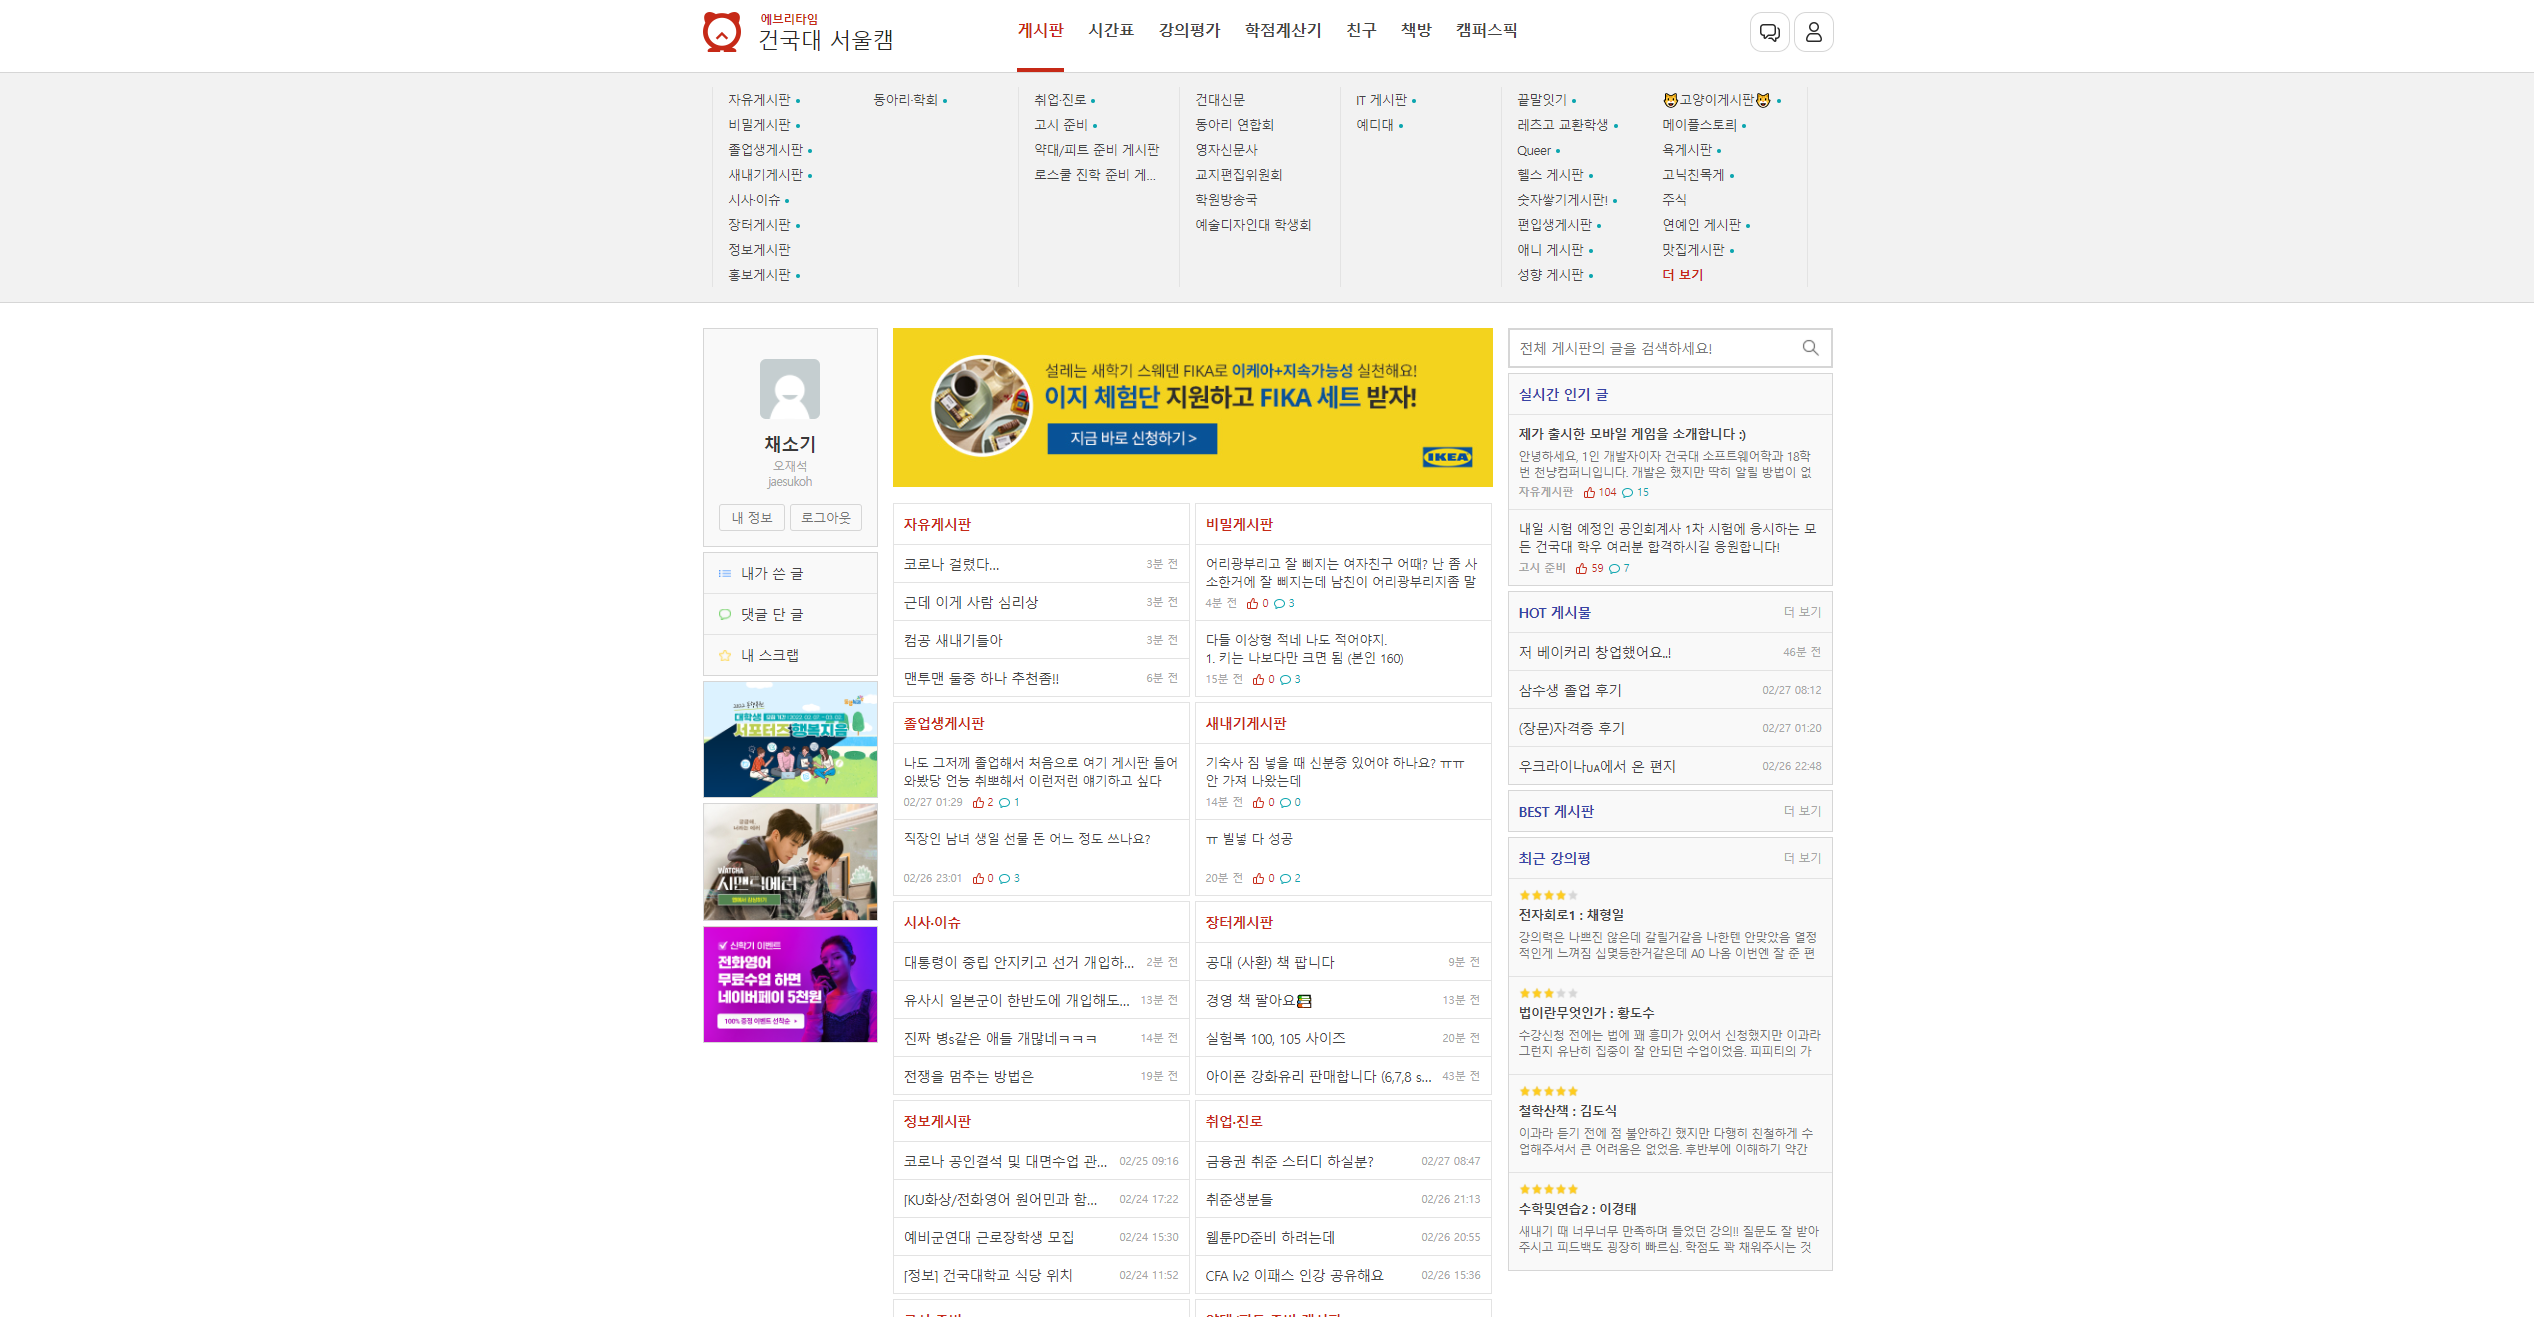 에브리타임
건국대 서울캠
게시판
시간표
강의평가
학점계산기
친구
책방
캠퍼스픽
자유게시판
비밀게시판
졸업생게시판
새내기게시판
시사·이슈
장터게시판
정보게시판
홍보게시판
동아리·학회
취업·진로
고시 준비
약대/피트 준비 게시판
로스쿨 진학 준비 게...
건대신문
동아리 연합회
영자신문사
교지편집위원회
학원방송국
예술디자인대 학생회
IT 게시판
예디대
끝말잇기
레츠고 교환학생
Queer
헬스 게시판
숫자쌓기게시판!
편입생게시판
애니 게시판
성향 게시판
🐱고양이게시판🐱
메이플스토리
욕게시판
고닉친목게
주식
연예인 게시판
맛집게시판
더 보기
채소기
오재석
jaesukoh
내 정보
로그아웃
내가 쓴 글
댓글 단 글
내 스크랩
대학생
서포터즈 행복지음
WATCHA
시맨틱에러
신학기 이벤트
전화영어
무료수업 하면
네이버페이 5천원
100% 증정 이벤트 선착순
설레는 새학기 스웨덴 FIKA로 이케아+지속가능성 실천해요!
이지 체험단 지원하고 FIKA 세트 받자!
지금 바로 신청하기 >
IKEA
자유게시판
코로나 걸렸다... 3분 전
근데 이게 사람 심리상 3분 전
컴공 새내기들아 3분 전
맨투맨 둘중 하나 추천좀!! 6분 전
비밀게시판
어리광부리고 잘 삐지는 여자친구 어때? 난 좀 사
소한거에 잘 삐지는데 남친이 어리광부리지좀 말
4분 전 0 3
다들 이상형 적네 나도 적어야지.
1. 키는 나보다만 크면 됨 (본인 160)
15분 전 0 3
졸업생게시판
나도 그저께 졸업해서 처음으로 여기 게시판 들어
와봤당 언능 취뽀해서 이런저런 얘기하고 싶다
02/27 01:29 2 1
직장인 남녀 생일 선물 돈 어느 정도 쓰나요?
02/26 23:01 0 3
새내기게시판
기숙사 짐 넣을 때 신분증 있어야 하나요? ㅠㅠ
안 가져 나왔는데
14분 전 0 0
ㅠ 빌넣 다 성공
20분 전 0 2
시사·이슈
대통령이 중립 안지키고 선거 개입하... 2분 전
유사시 일본군이 한반도에 개입해도... 13분 전
진짜 병s같은 애들 개많네ㅋㅋㅋ 14분 전
전쟁을 멈추는 방법은 19분 전
장터게시판
공대 (사환) 책 팝니다 9분 전
경영 책 팔아요📚 13분 전
실험복 100, 105 사이즈 20분 전
아이폰 강화유리 판매합니다 (6,7,8 s... 43분 전
정보게시판
코로나 공인결석 및 대면수업 관... 02/25 09:16
[KU화상/전화영어 원어민과 함... 02/24 17:22
예비군연대 근로장학생 모집 02/24 15:30
[정보] 건국대학교 식당 위치 02/24 11:52
취업·진로
금융권 취준 스터디 하실분? 02/27 08:47
취준생분들 02/26 21:13
웹툰PD준비 하려는데 02/26 20:55
CFA lv2 이패스 인강 공유해요 02/26 15:36
전체 게시판의 글을 검색하세요!
실시간 인기 글
제가 출시한 모바일 게임을 소개합니다 :)
안녕하세요, 1인 개발자이자 건국대 소프트웨어학과 18학
번 천냥컴퍼니입니다. 개발은 했지만 딱히 알릴 방법이 없
자유게시판 104 15
내일 시험 예정인 공인회계사 1차 시험에 응시하는 모
든 건국대 학우 여러분 합격하시길 응원합니다!
고시 준비 59 7
HOT 게시물 더 보기
저 베이커리 창업했어요..! 46분 전
삼수생 졸업 후기 02/27 08:12
(장문)자격증 후기 02/27 01:20
우크라이나🇺🇦에서 온 편지 02/26 22:48
BEST 게시판 더 보기
최근 강의평 더 보기
전자회로1 : 채형일
강의력은 나쁘진 않은데 갈릴거같음 나한텐 안맞았음 열정
적인게 느껴짐 십몇등한거같은데 A0 나옴 이번엔 잘 준 편
법이란무엇인가 : 황도수
수강신청 전에는 법에 꽤 흥미가 있어서 신청했지만 이과라
그런지 유난히 집중이 잘 안되던 수업이었음. 피피티의 가
철학산책 : 김도식
이과라 듣기 전에 점 불안하긴 했지만 다행히 친철하게 수
업해주셔서 큰 어려움은 없었음. 후반부에 이해하기 약간
수학및연습2 : 이경태
새내기 때 너무너무 만족하며 들었던 강의!! 질문도 잘 받아
주시고 피드백도 굉장히 빠르심. 학점도 꽉 채워주시는 것